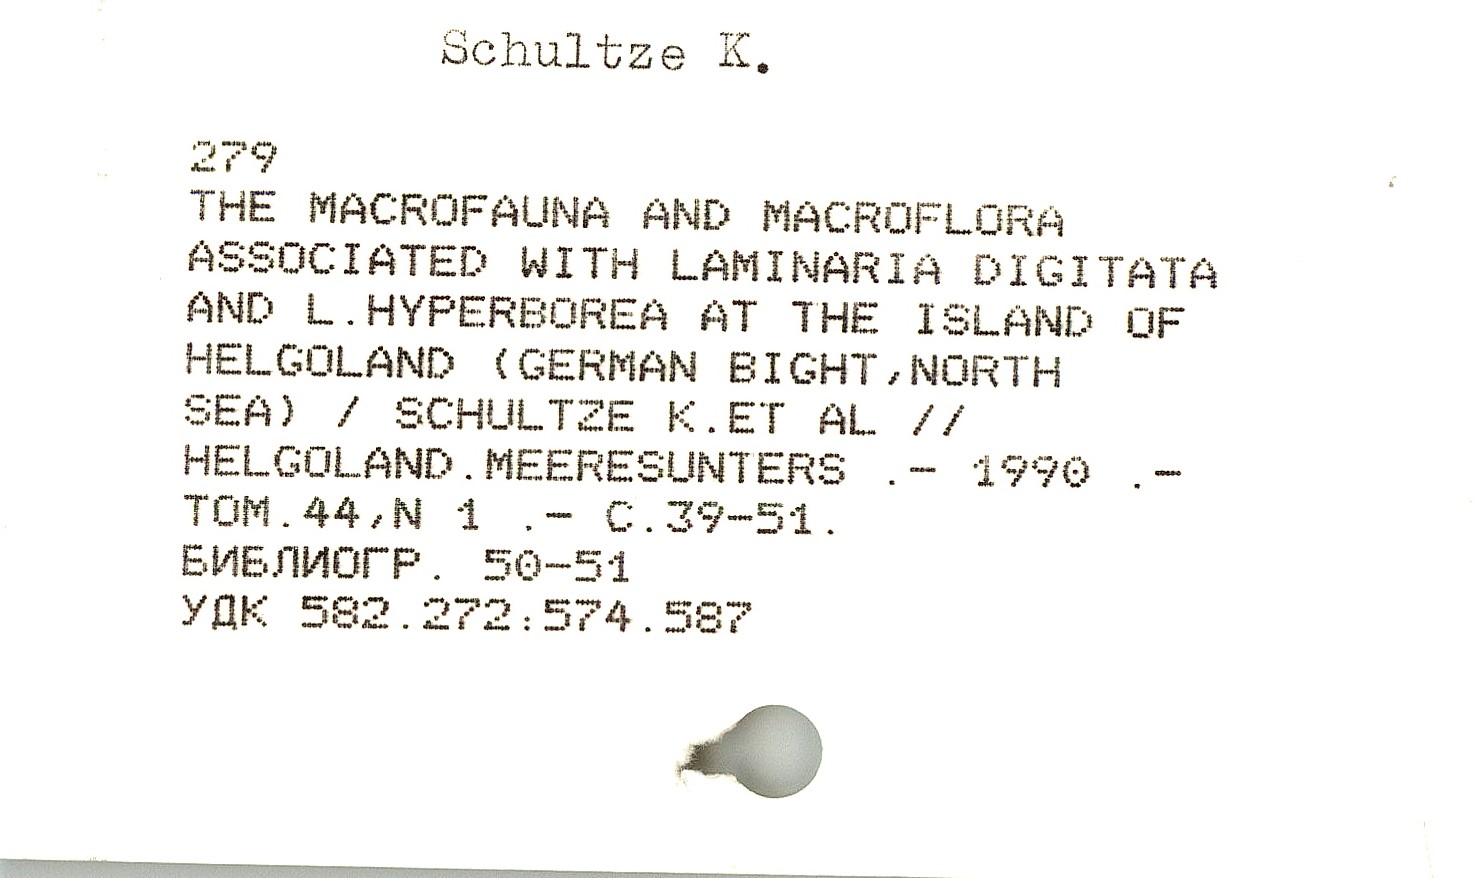 Schultze K.
279
THE MACROFAUNA AND MACROFLORA
ASSOCIATED WITH LAMINARIA DIGITATA
AND L.HYPERBOREA AT THE ISLAND OF
HELGOLAND (GERMAN BIGHT,NORTH
SEA) / SCHULTZE K.ET AL //
HELGOLAND.MEERESUNTERS .- 1990 .-
TOM.44,N 1 .- C.39-51.
БИБЛИОГР. 50-51
УДК 582.272:574.587